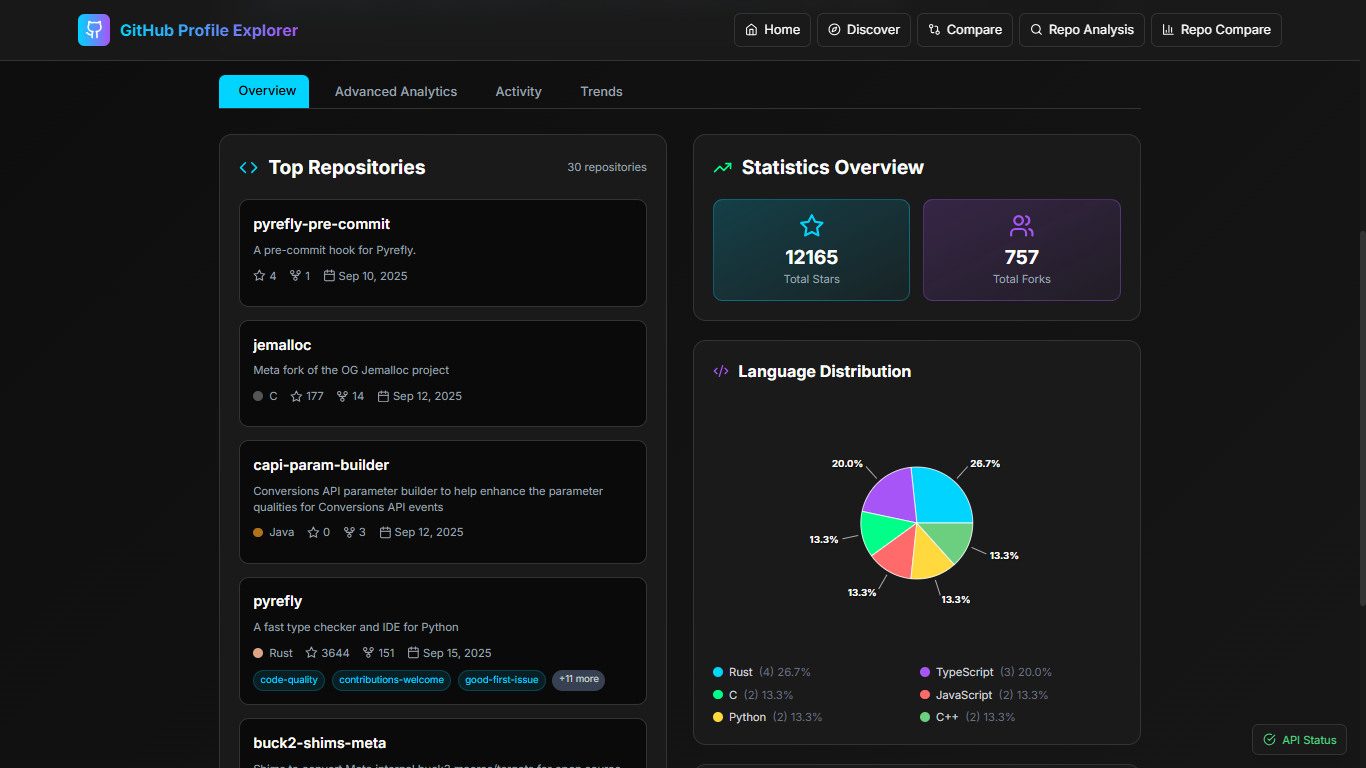 GitHub Profile Explorer
Home
Discover
Compare
Repo Analysis
Repo Compare
Overview
Advanced Analytics
Activity
Trends
Top Repositories
30 repositories
pyrefly-pre-commit
A pre-commit hook for Pyrefly.
4 1 Sep 10, 2025
jemalloc
Meta fork of the OG Jemalloc project
C 177 14 Sep 12, 2025
capi-param-builder
Conversions API parameter builder to help enhance the parameter
qualities for Conversions API events
Java 0 3 Sep 12, 2025
pyrefly
A fast type checker and IDE for Python
Rust 3644 151 Sep 15, 2025
code-quality contributions-welcome good-first-issue +11 more
buck2-shims-meta
Statistics Overview
12165
Total Stars
757
Total Forks
Language Distribution
20.0% 26.7%
13.3%
13.3%
13.3%
13.3%
Rust (4) 26.7% TypeScript (3) 20.0%
C (2) 13.3% JavaScript (2) 13.3%
Python (2) 13.3% C++ (2) 13.3%
API Status